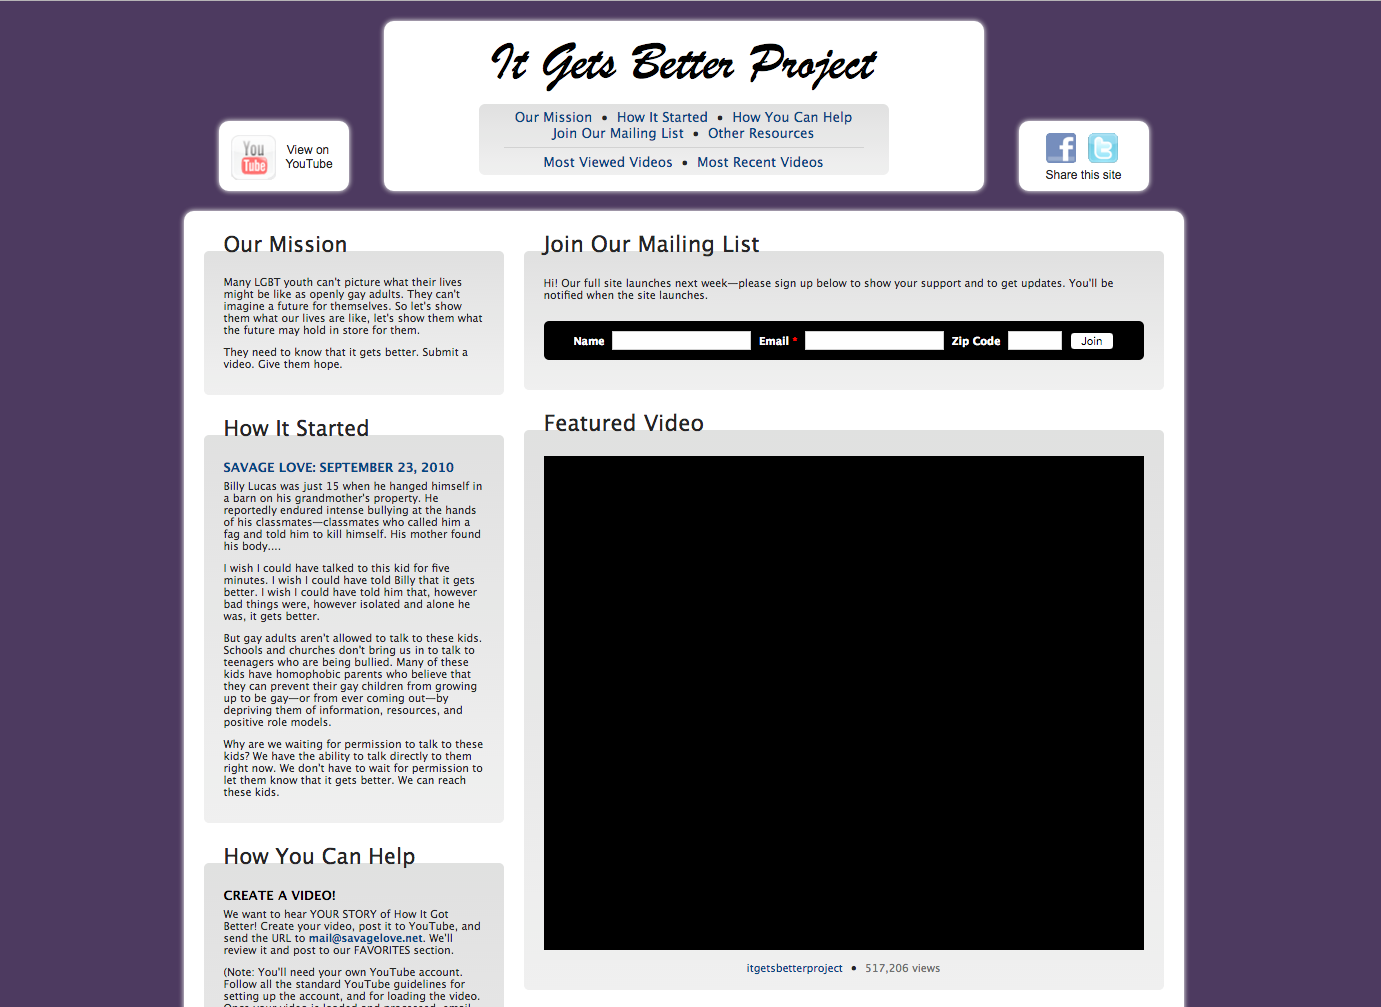 It Gets Better Project
Our Mission • How It Started • How You Can Help
Join Our Mailing List • Other Resources
Most Viewed Videos • Most Recent Videos
You
Tube
View on
YouTube
f
t
Share this site
Our Mission
Many LGBT youth can't picture what their lives
might be like as openly gay adults. They can't
imagine a future for themselves. So let's show
them what our lives are like, let's show them what
the future may hold in store for them.
They need to know that it gets better. Submit a
video. Give them hope.
How It Started
SAVAGE LOVE: SEPTEMBER 23, 2010
Billy Lucas was just 15 when he hanged himself in
a barn on his grandmother's property. He
reportedly endured intense bullying at the hands
of his classmates—classmates who called him a
fag and told him to kill himself. His mother found
his body....
I wish I could have talked to this kid for five
minutes. I wish I could have told Billy that it gets
better. I wish I could have told him that, however
bad things were, however isolated and alone he
was, it gets better.
But gay adults aren't allowed to talk to these kids.
Schools and churches don't bring us in to talk to
teenagers who are being bullied. Many of these
kids have homophobic parents who believe that
they can prevent their gay children from growing
up to be gay—or from ever coming out—by
depriving them of information, resources, and
positive role models.
Why are we waiting for permission to talk to these
kids? We have the ability to talk directly to them
right now. We don't have to wait for permission to
let them know that it gets better. We can reach
these kids.
How You Can Help
CREATE A VIDEO!
We want to hear YOUR STORY of How It Got
Better! Create your video, post it to YouTube, and
send the URL to mail@savagelove.net. We'll
review it and post to our FAVORITES section.
(Note: You'll need your own YouTube account.
Follow all the standard YouTube guidelines for
setting up the account, and for loading the video.
Join Our Mailing List
Hi! Our full site launches next week—please sign up below to show your support and to get updates. You'll be
notified when the site launches.
Name Email * Zip Code Join
Featured Video
itgetsbetterproject • 517,206 views